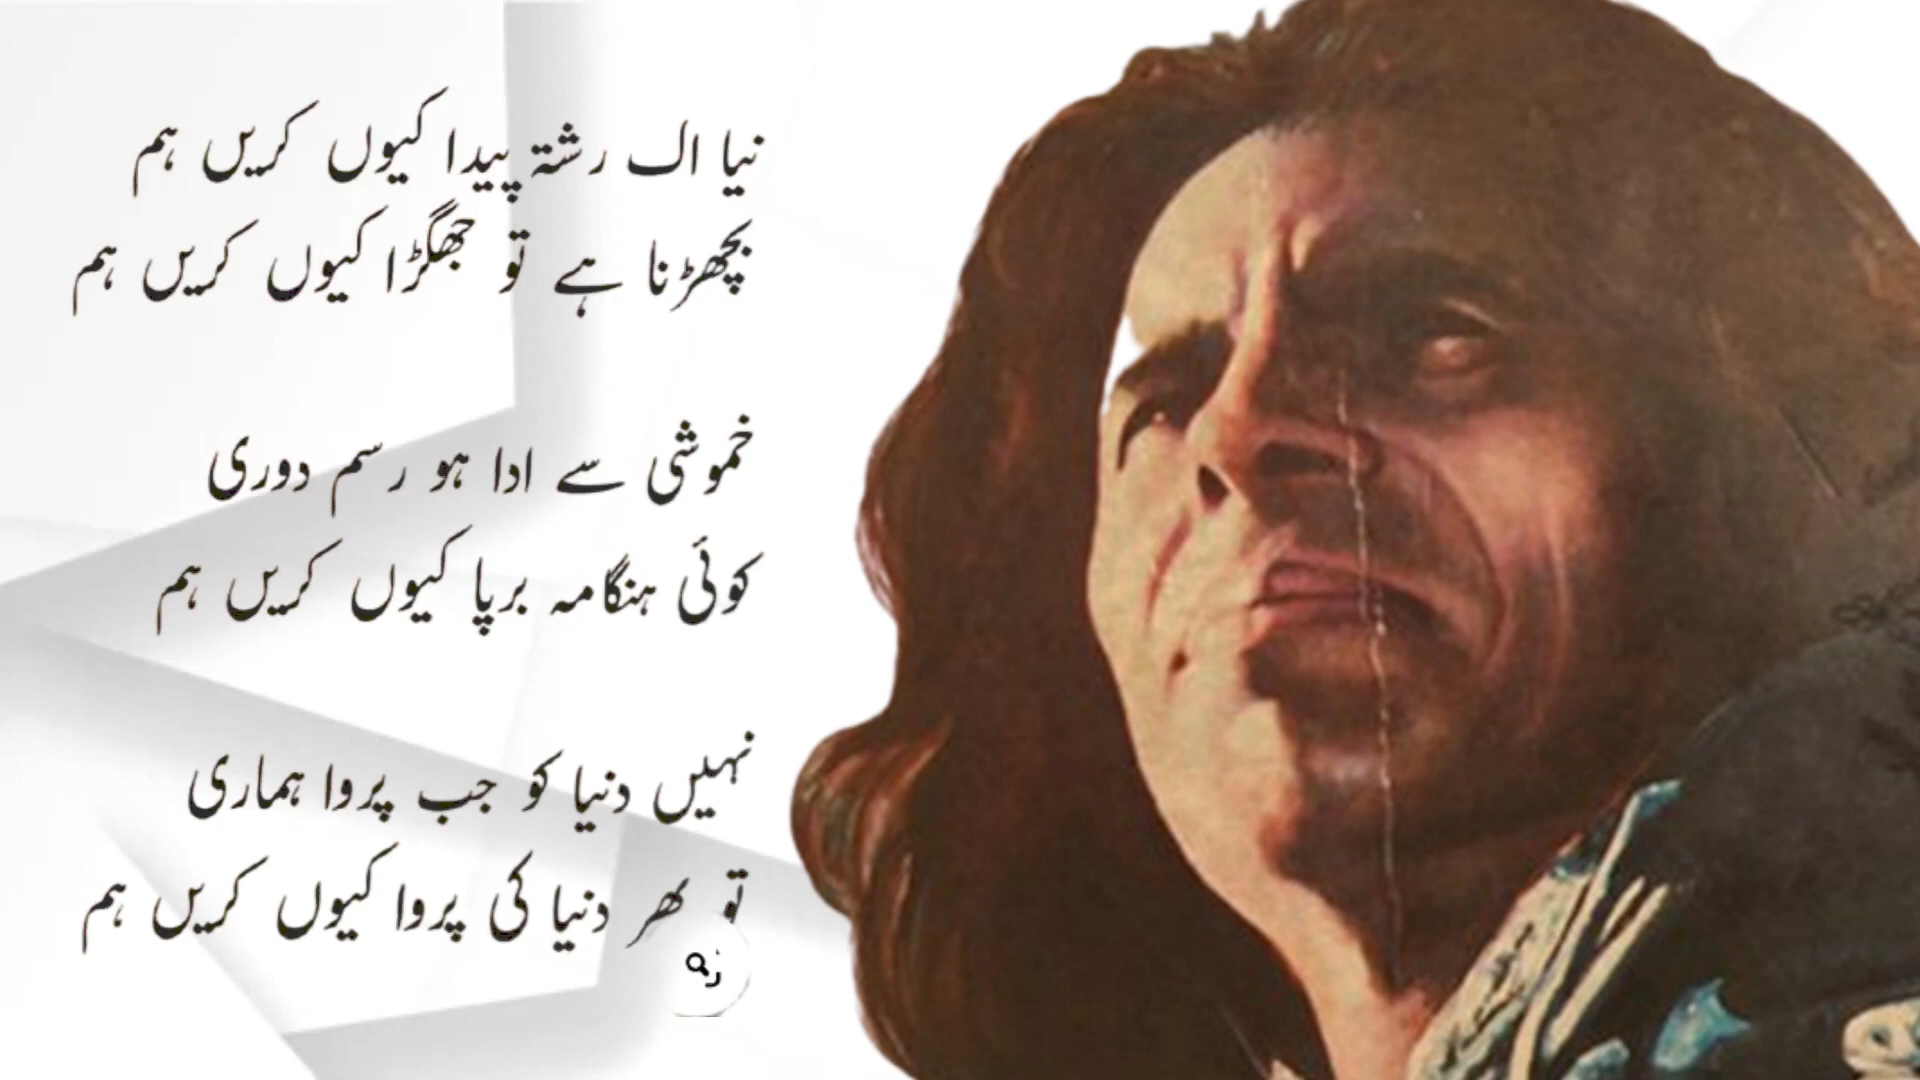 نیا اک رشتہ پیدا کیوں کریں ہم
بچھڑنا ہے تو جھگڑا کیوں کریں ہم
خموشی سے ادا ہو رسم دوری
کوئی ہنگامہ برپا کیوں کریں ہم
نہیں دنیا کو جب پروا ہماری
تو پھر دنیا کی پروا کیوں کریں ہم